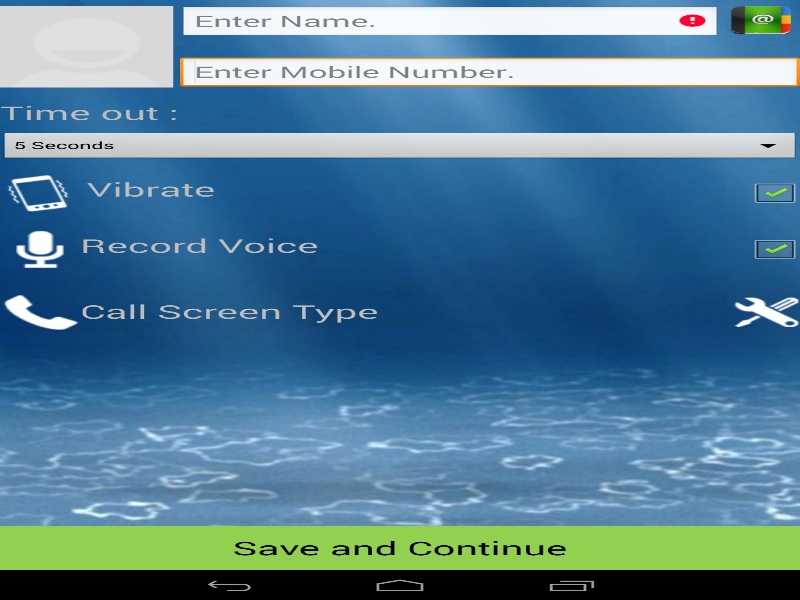 Enter Name.
@
Enter Mobile Number.
Time out :
5 Seconds
Vibrate
Record Voice
Call Screen Type
Save and Continue